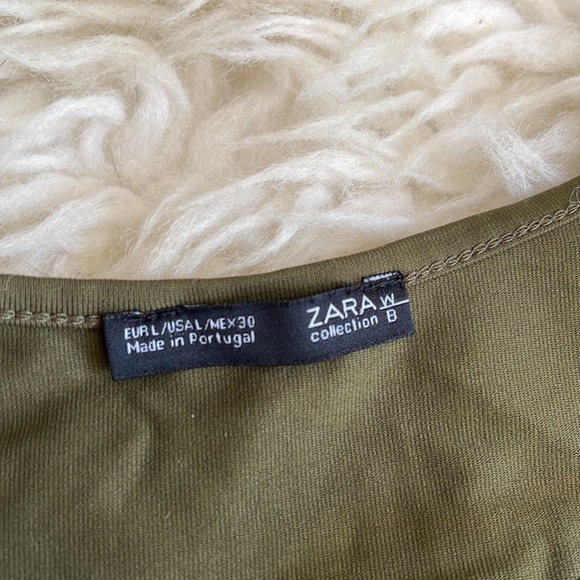 EUR L/USA L/MEX 30
Made in Portugal
ZARA W
collection B